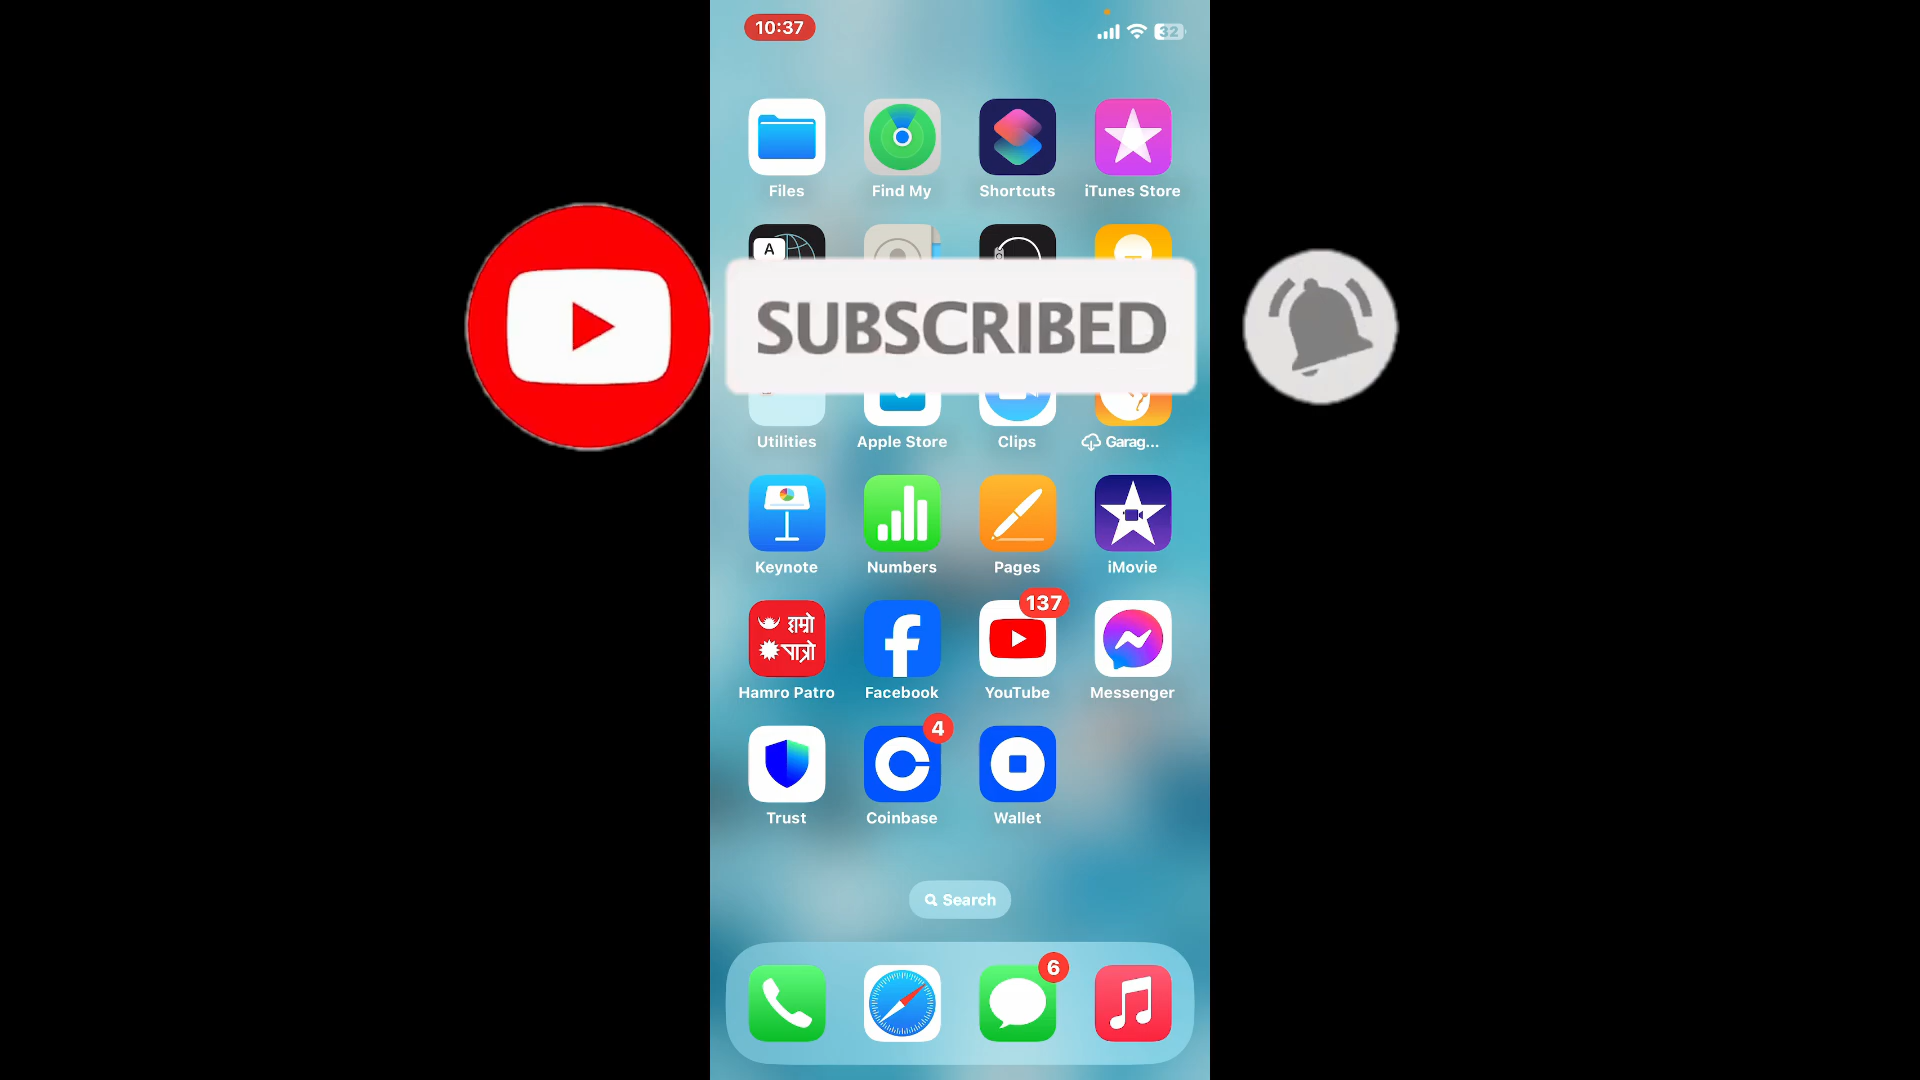 10:37
32
Files Find My Shortcuts iTunes Store
A
SUBSCRIBED
Utilities Apple Store Clips Garag...
Keynote Numbers Pages iMovie
137
हाम्रो
पात्रो
Hamro Patro Facebook YouTube Messenger
4
Trust Coinbase Wallet
Search
6